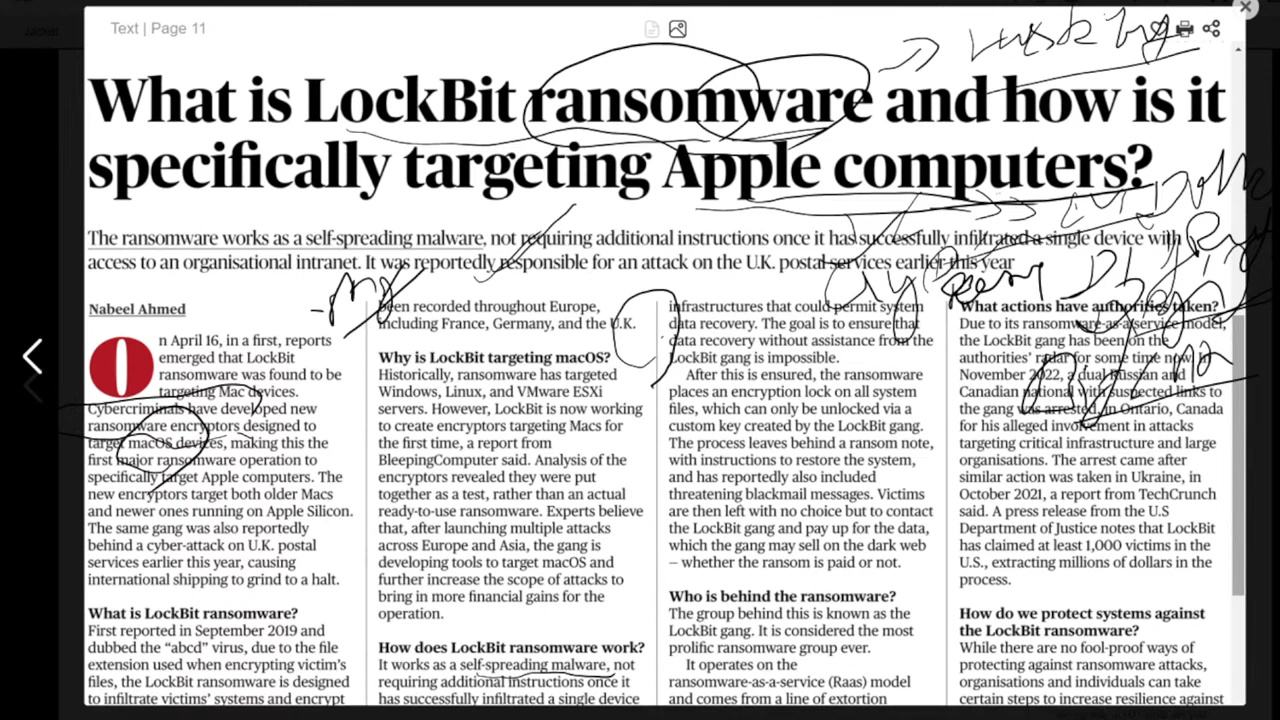 Text | Page 11
What is LockBit ransomware and how is it
specifically targeting Apple computers?
The ransomware works as a self-spreading malware, not requiring additional instructions once it has successfully infiltrated a single device with
access to an organisational intranet. It was reportedly responsible for an attack on the U.K. postal services earlier this year
Nabeel Ahmed
On April 16, in a first, reports
emerged that LockBit
ransomware was found to be
targeting Mac devices.
Cybercriminals have developed new
ransomware encryptors designed to
target macOS devices, making this the
first major ransomware operation to
specifically target Apple computers. The
new encryptors target both older Macs
and newer ones running on Apple Silicon.
The same gang was also reportedly
behind a cyber-attack on U.K. postal
services earlier this year, causing
international shipping to grind to a halt.
What is LockBit ransomware?
First reported in September 2019 and
dubbed the “abcd” virus, due to the file
extension used when encrypting victim’s
files, the LockBit ransomware is designed
to infiltrate victims’ systems and encrypt
been recorded throughout Europe,
including France, Germany, and the U.K.
Why is LockBit targeting macOS?
Historically, ransomware has targeted
Windows, Linux, and VMware ESXi
servers. However, LockBit is now working
to create encryptors targeting Macs for
the first time, a report from
BleepingComputer said. Analysis of the
encryptors revealed they were put
together as a test, rather than an actual
ready-to-use ransomware. Experts believe
that, after launching multiple attacks
across Europe and Asia, the gang is
developing tools to target macOS and
further increase the scope of attacks to
bring in more financial gains for the
operation.
How does LockBit ransomware work?
It works as a self-spreading malware, not
requiring additional instructions once it
has successfully infiltrated a single device
infrastructures that could permit system
data recovery. The goal is to ensure that
data recovery without assistance from the
LockBit gang is impossible.
After this is ensured, the ransomware
places an encryption lock on all system
files, which can only be unlocked via a
custom key created by the LockBit gang.
The process leaves behind a ransom note,
with instructions to restore the system,
and has reportedly also included
threatening blackmail messages. Victims
are then left with no choice but to contact
the LockBit gang and pay up for the data,
which the gang may sell on the dark web
— whether the ransom is paid or not.
Who is behind the ransomware?
The group behind this is known as the
LockBit gang. It is considered the most
prolific ransomware group ever.
It operates on the
ransomware-as-a-service (Raas) model
and comes from a line of extortion
What actions have authorities taken?
Due to its ransomware-as-a-service model,
the LockBit gang has been on the
authorities’ radar for some time now. In
November 2022, a dual Russian and
Canadian national with suspected links to
the gang was arrested, in Ontario, Canada
for his alleged involvement in attacks
targeting critical infrastructure and large
organisations. The arrest came after
similar action was taken in Ukraine, in
October 2021, a report from TechCrunch
said. A press release from the U.S
Department of Justice notes that LockBit
has claimed at least 1,000 victims in the
U.S., extracting millions of dollars in the
process.
How do we protect systems against
the LockBit ransomware?
While there are no fool-proof ways of
protecting against ransomware attacks,
organisations and individuals can take
certain steps to increase resilience against